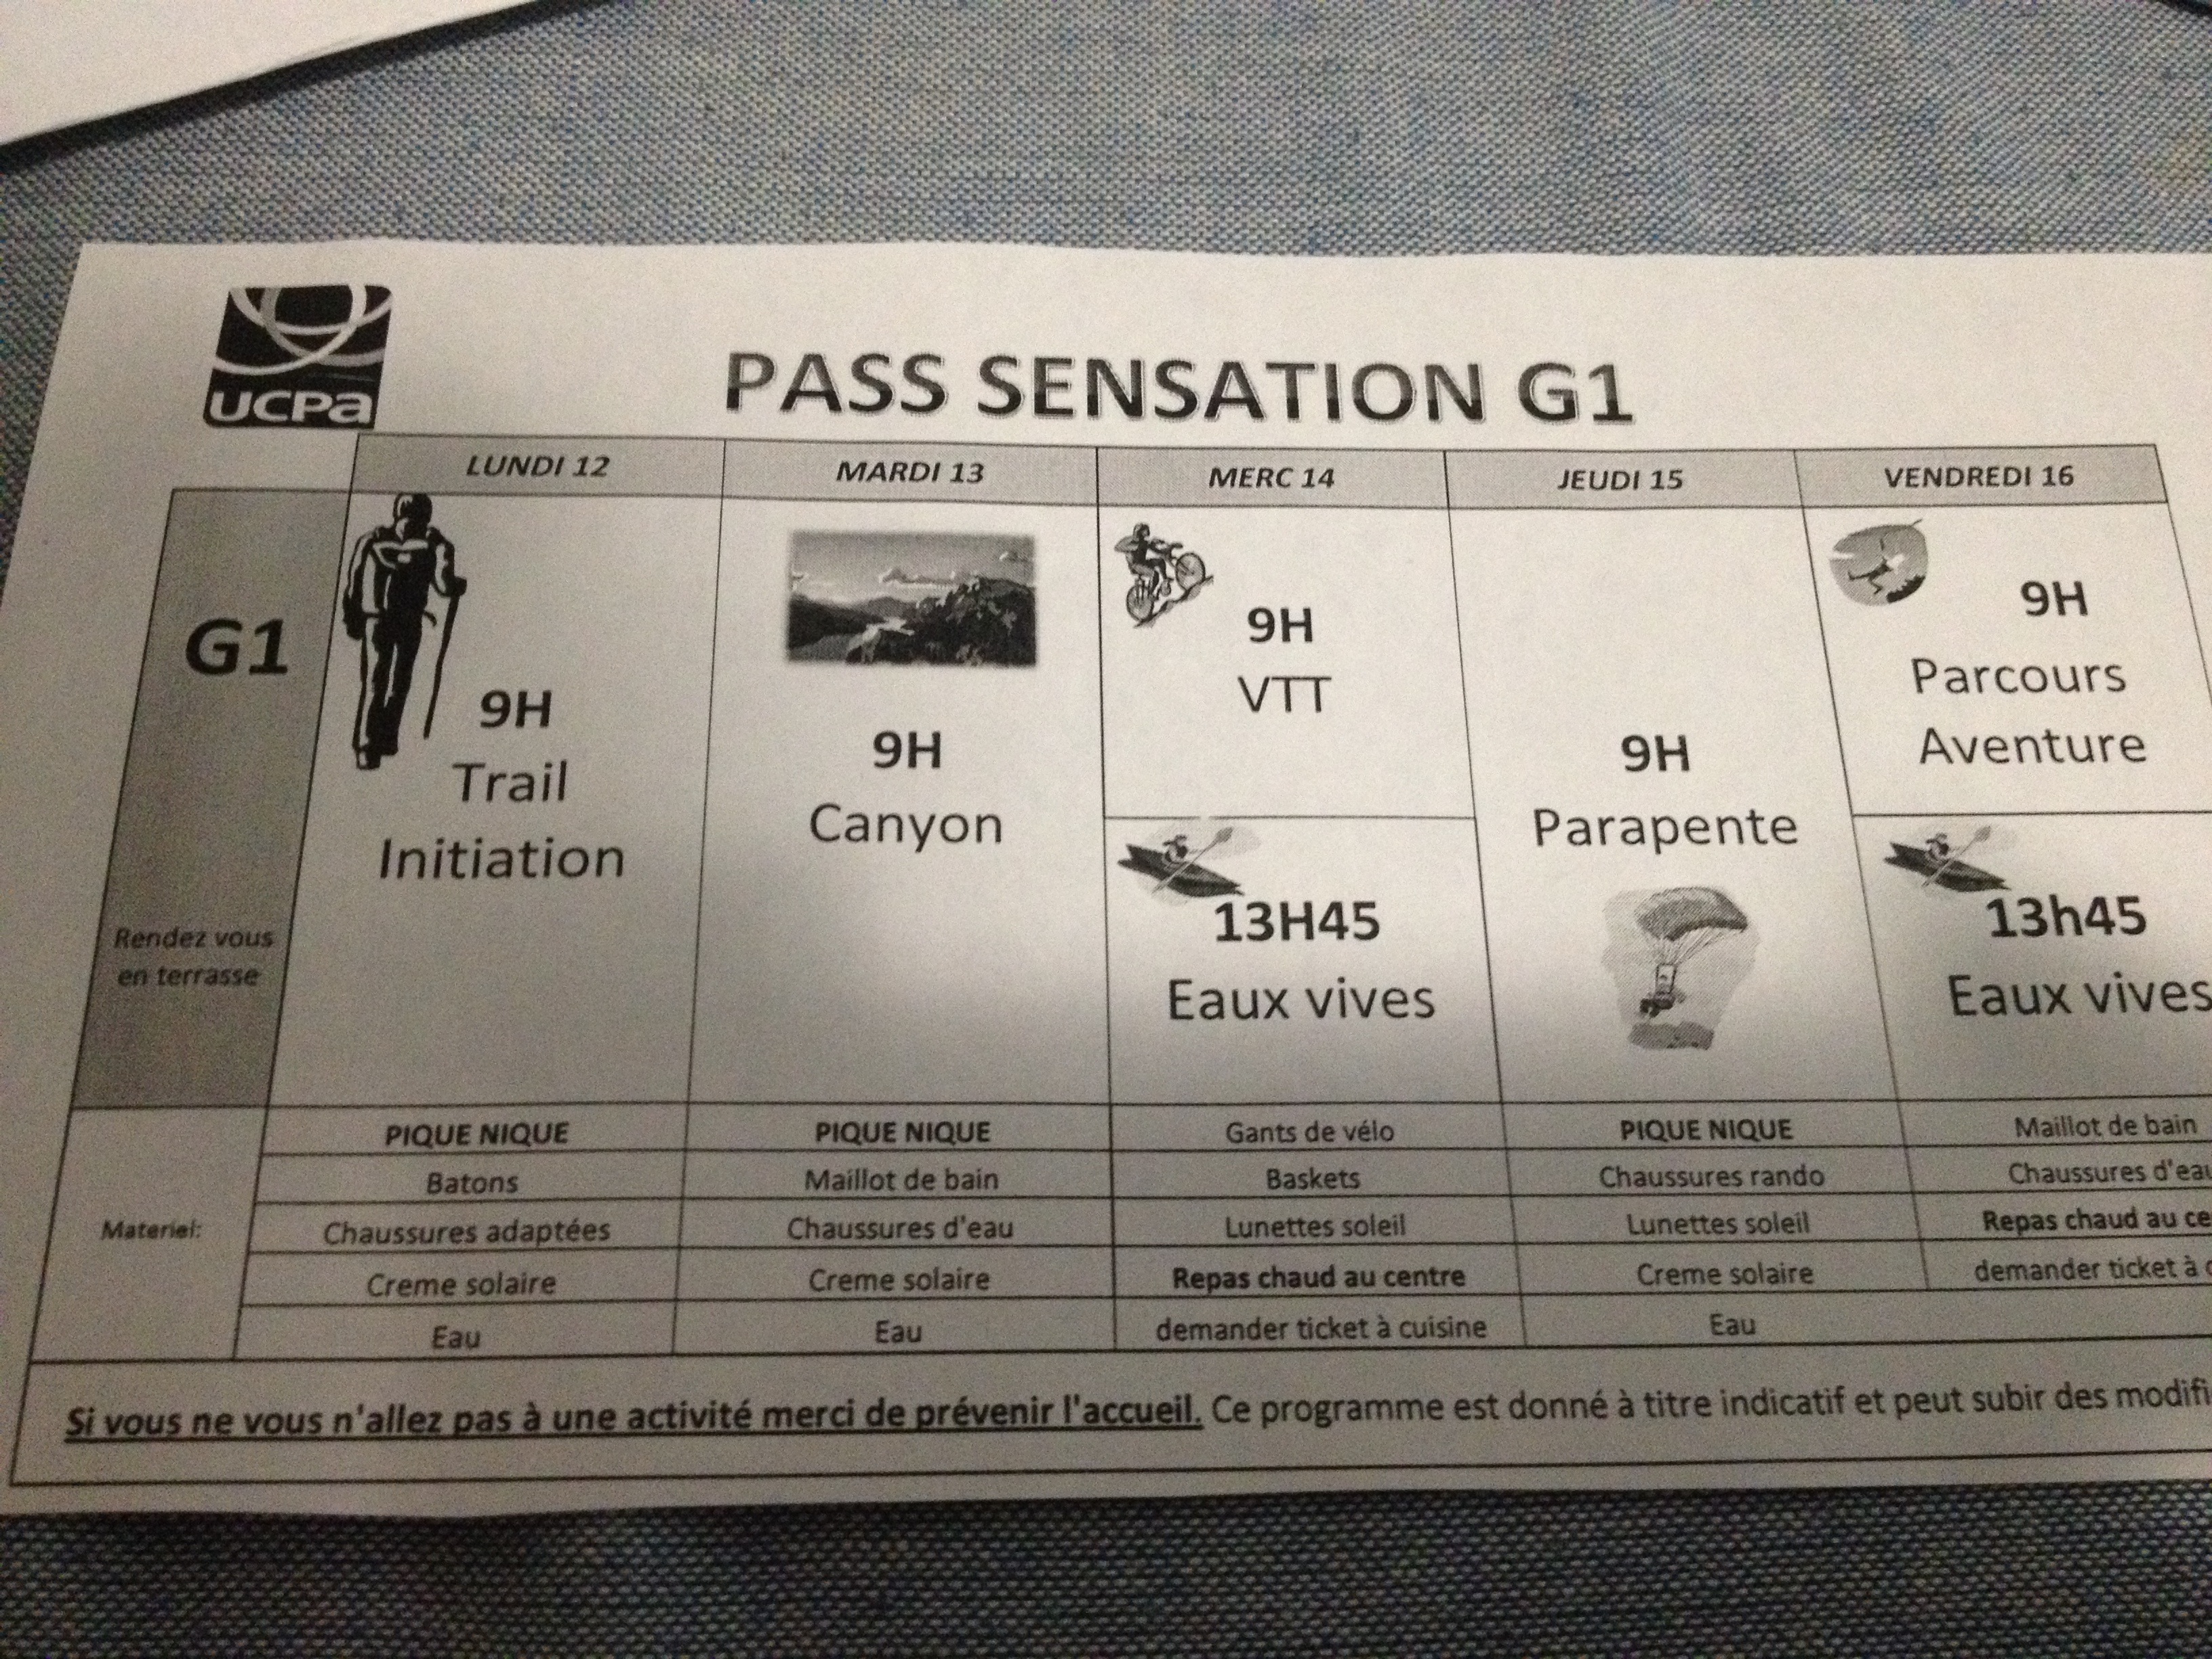 UCPa
PASS SENSATION G1
LUNDI 12
MARDI 13
MERC 14
JEUDI 15
VENDREDI 16
G1
Rendez vous
en terrasse
9H
Trail
Initiation
9H
Canyon
9H
VTT
13H45
Eaux vives
9H
Parapente
9H
Parcours
Aventure
13h45
Eaux vives
Materiel:
PIQUE NIQUE
PIQUE NIQUE
Gants de vélo
PIQUE NIQUE
Maillot de bain
Batons
Maillot de bain
Baskets
Chaussures rando
Chaussures d'eau
Chaussures adaptées
Chaussures d'eau
Lunettes soleil
Lunettes soleil
Repas chaud au ce
Creme solaire
Creme solaire
Repas chaud au centre
Creme solaire
demander ticket à c
Eau
Eau
demander ticket à cuisine
Eau
Si vous ne vous n'allez pas à une activité merci de prévenir l'accueil. Ce programme est donné à titre indicatif et peut subir des modifi